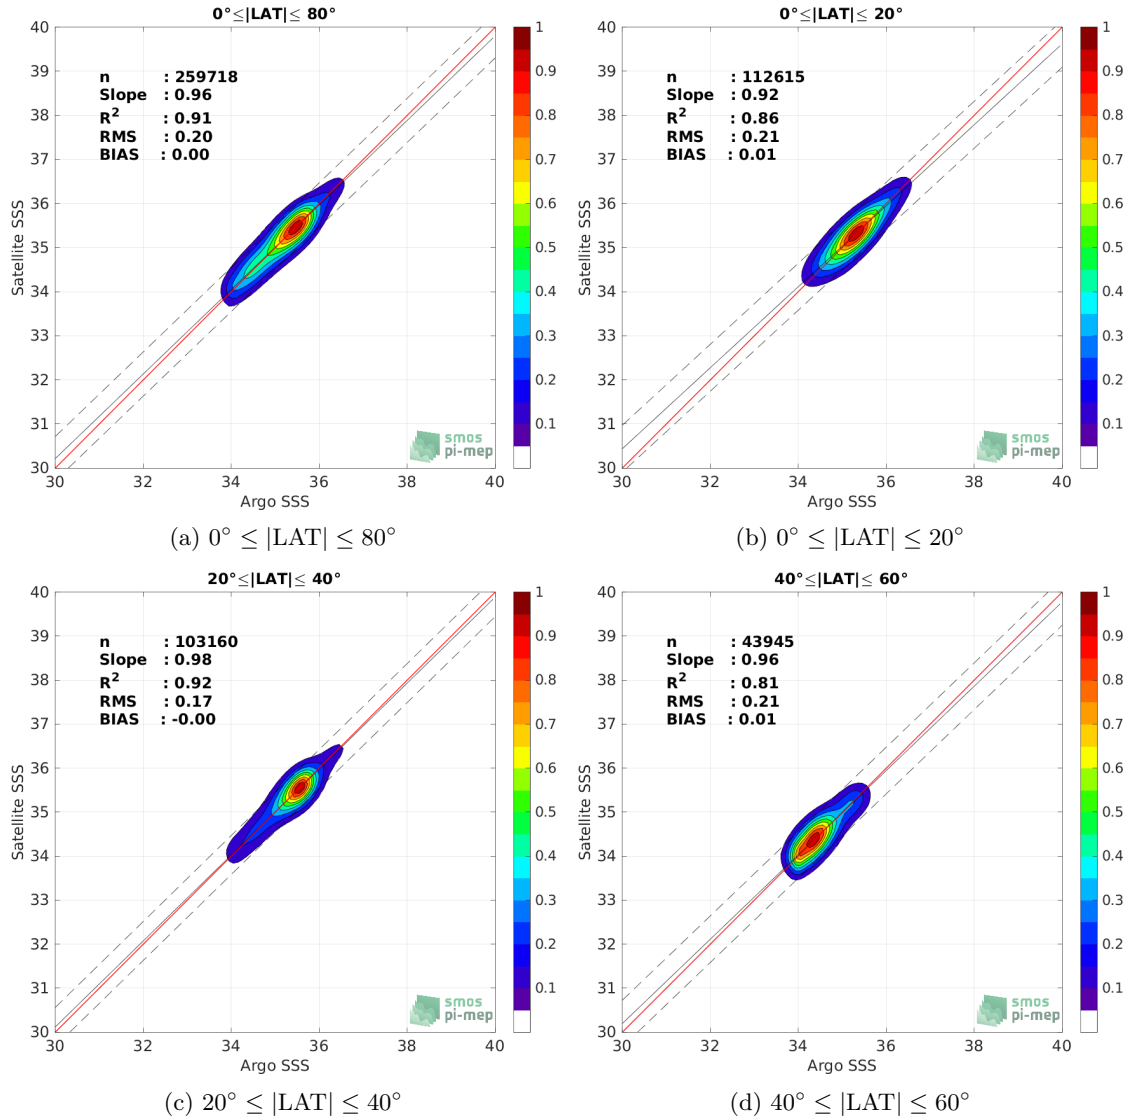 0°≤|LAT|≤ 80°
n : 259718
Slope : 0.96
R² : 0.91
RMS : 0.20
BIAS : 0.00
Satellite SSS
40
39
38
37
36
35
34
33
32
31
30
30 32 34 36 38 40
Argo SSS
1
0.9
0.8
0.7
0.6
0.5
0.4
0.3
0.2
0.1
smos
pi-mep
(a) 0° ≤ |LAT| ≤ 80°
0°≤|LAT|≤ 20°
n : 112615
Slope : 0.92
R² : 0.86
RMS : 0.21
BIAS : 0.01
Satellite SSS
40
39
38
37
36
35
34
33
32
31
30
30 32 34 36 38 40
Argo SSS
1
0.9
0.8
0.7
0.6
0.5
0.4
0.3
0.2
0.1
smos
pi-mep
(b) 0° ≤ |LAT| ≤ 20°
20°≤|LAT|≤ 40°
n : 103160
Slope : 0.98
R² : 0.92
RMS : 0.17
BIAS : -0.00
Satellite SSS
40
39
38
37
36
35
34
33
32
31
30
30 32 34 36 38 40
Argo SSS
1
0.9
0.8
0.7
0.6
0.5
0.4
0.3
0.2
0.1
smos
pi-mep
(c) 20° ≤ |LAT| ≤ 40°
40°≤|LAT|≤ 60°
n : 43945
Slope : 0.96
R² : 0.81
RMS : 0.21
BIAS : 0.01
Satellite SSS
40
39
38
37
36
35
34
33
32
31
30
30 32 34 36 38 40
Argo SSS
1
0.9
0.8
0.7
0.6
0.5
0.4
0.3
0.2
0.1
smos
pi-mep
(d) 40° ≤ |LAT| ≤ 60°